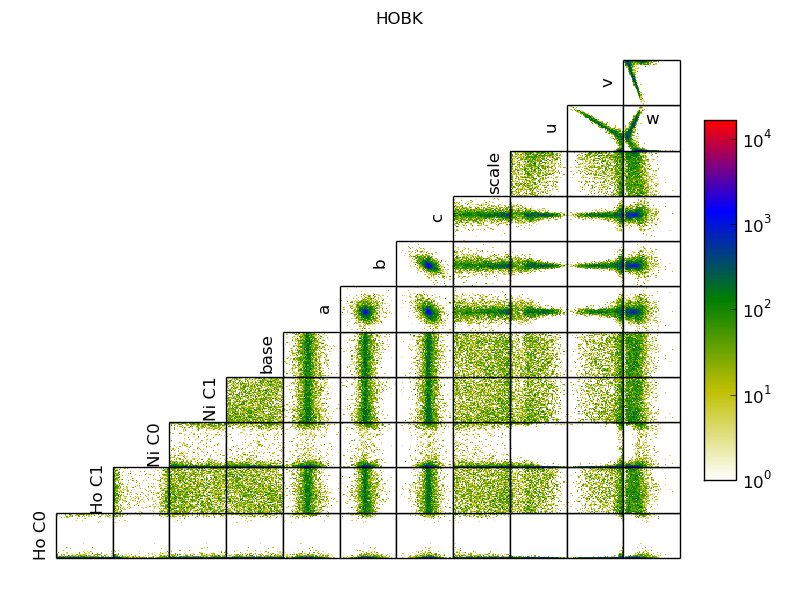 HOBK
v
w
u
scale
c
b
a
base
Ni C1
Ni C0
Ho C1
Ho C0
10^4
10^3
10^2
10^1
10^0